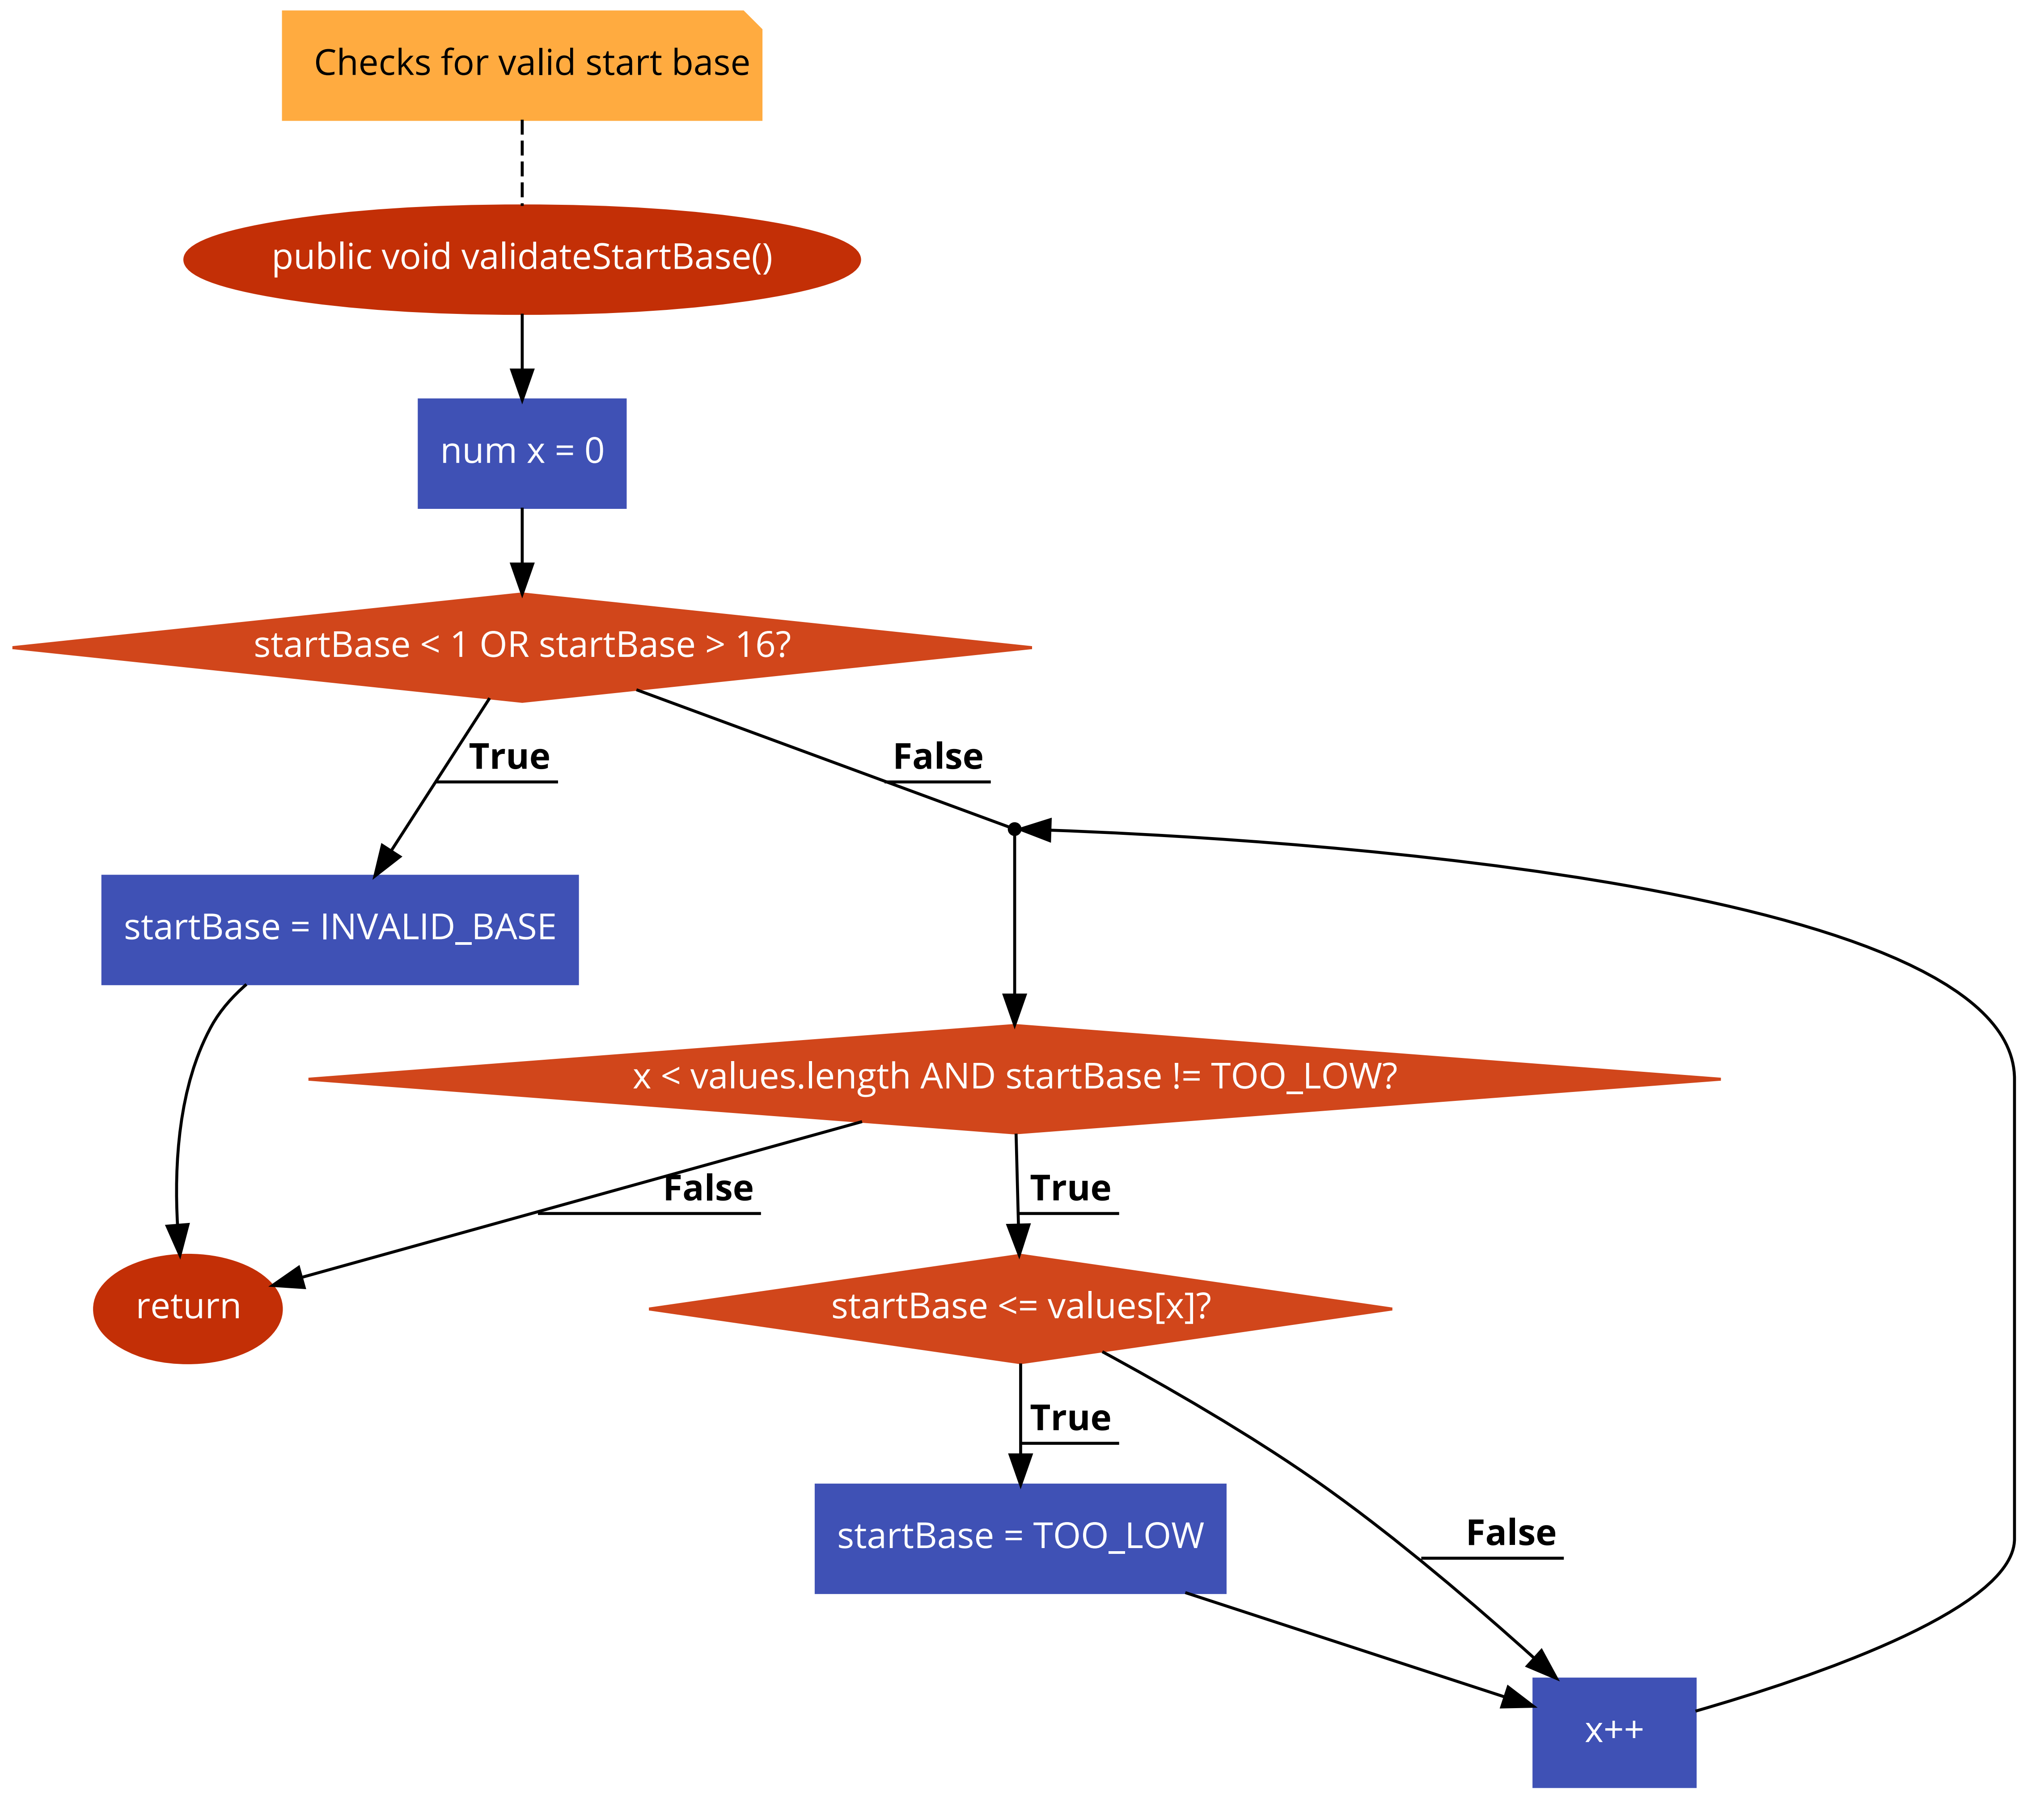 Checks for valid start base
public void validateStartBase()
num x = 0
startBase < 1 OR startBase > 16?
True
False
startBase = INVALID_BASE
x < values.length AND startBase != TOO_LOW?
False
True
return
startBase <= values[x]?
True
startBase = TOO_LOW
False
x++